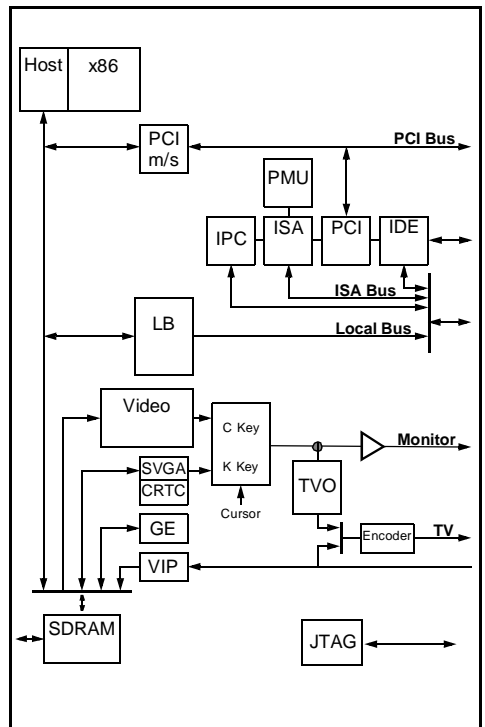 Host x86
PCI m/s
PCI Bus
PMU
IPC
ISA
PCI
IDE
ISA Bus
LB
Local Bus
Video
C Key
K Key
Monitor
SVGA
CRTC
Cursor
TVO
GE
Encoder
TV
VIP
SDRAM
JTAG